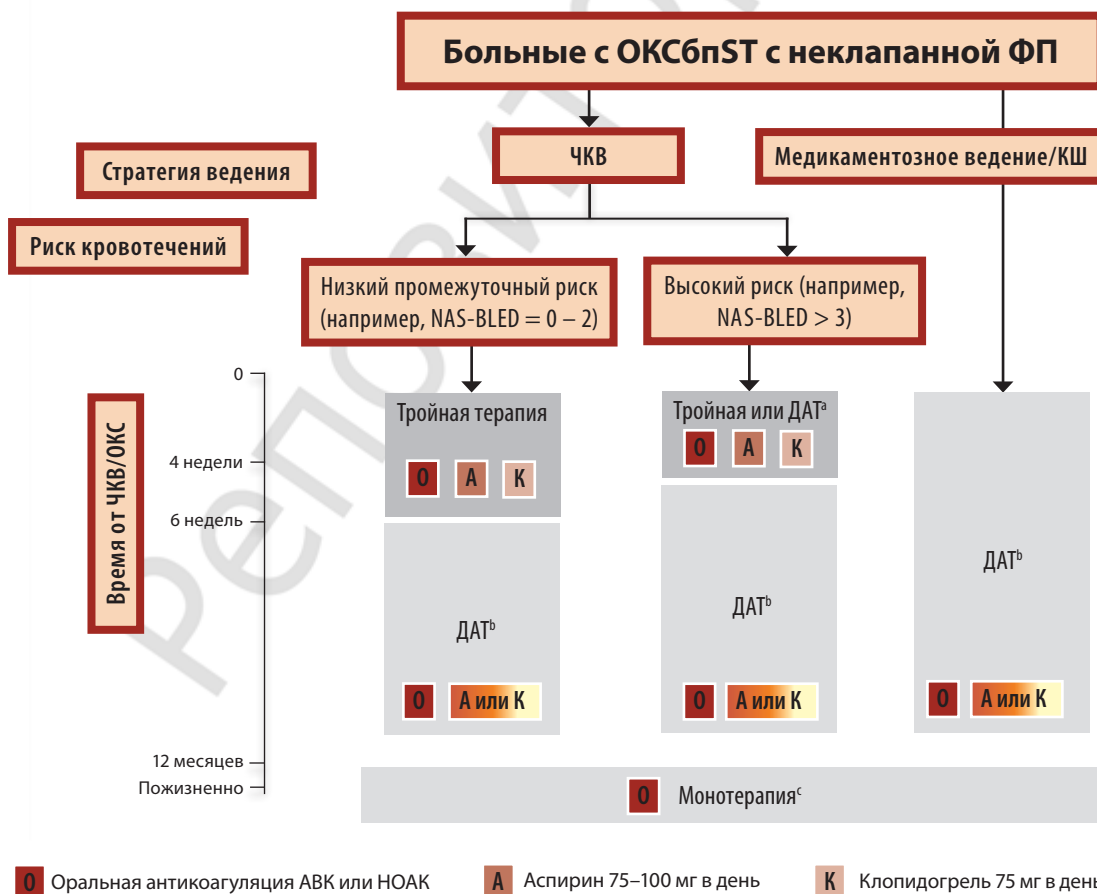 Больные с ОКСбпST с неклапанной ФП
ЧКВ
Медикаментозное ведение/КШ
Стратегия ведения
Риск кровотечений
Низкий промежуточный риск
(например, NAS-BLED = 0 – 2)
Высокий риск (например,
NAS-BLED > 3)
Время от ЧКВ/ОКС
0
4 недели
6 недель
12 месяцев
Пожизненно
Тройная терапия
О А К
ДАТᵇ
О А или К
Тройная или ДАТᵃ
О А К
ДАТᵇ
О А или К
ДАТᵇ
О А или К
О Монотерапияᶜ
О Оральная антикоагуляция АВК или НОАК
А Аспирин 75–100 мг в день
К Клопидогрель 75 мг в день